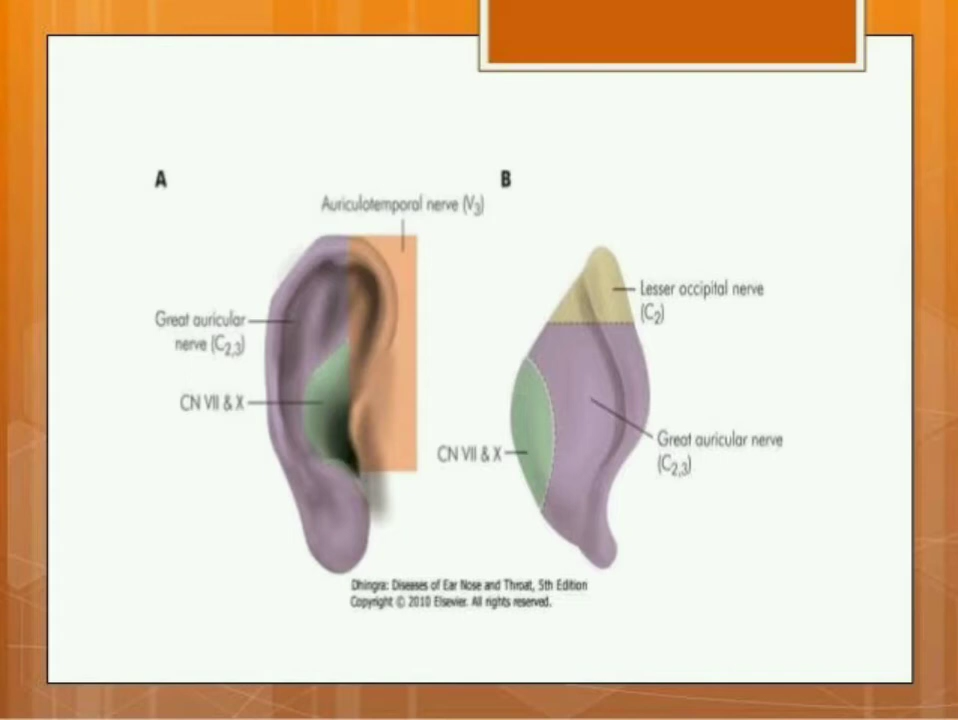 A
B
Auriculotemporal nerve (V3)
Great auricular
nerve (C2,3)
CN VII & X
Lesser occipital nerve
(C2)
Great auricular nerve
(C2,3)
CN VII & X
Dhingra: Diseases of Ear Nose and Throat, 5th Edition
Copyright © 2010 Elsevier. All rights reserved.